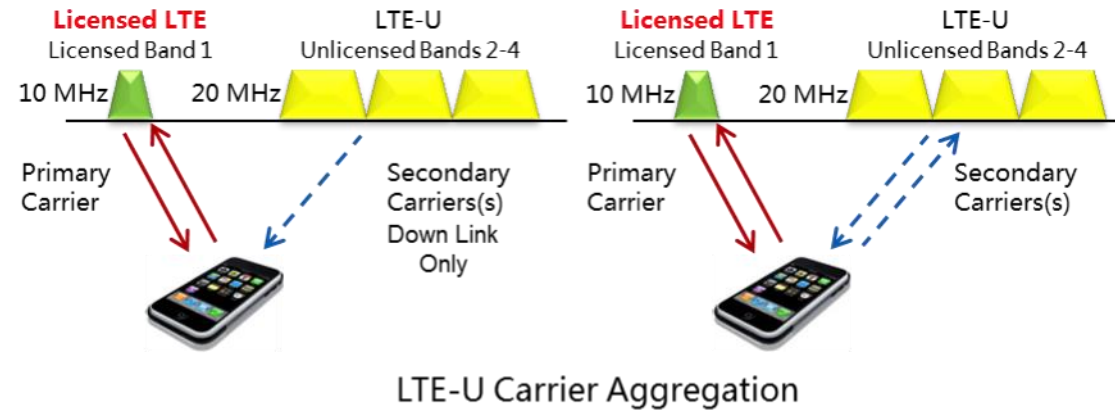 Licensed LTE
Licensed Band 1
LTE-U
Unlicensed Bands 2-4
10 MHz
20 MHz
Primary
Carrier
Secondary
Carriers(s)
Down Link
Only
Licensed LTE
Licensed Band 1
LTE-U
Unlicensed Bands 2-4
10 MHz
20 MHz
Primary
Carrier
Secondary
Carriers(s)
LTE-U Carrier Aggregation